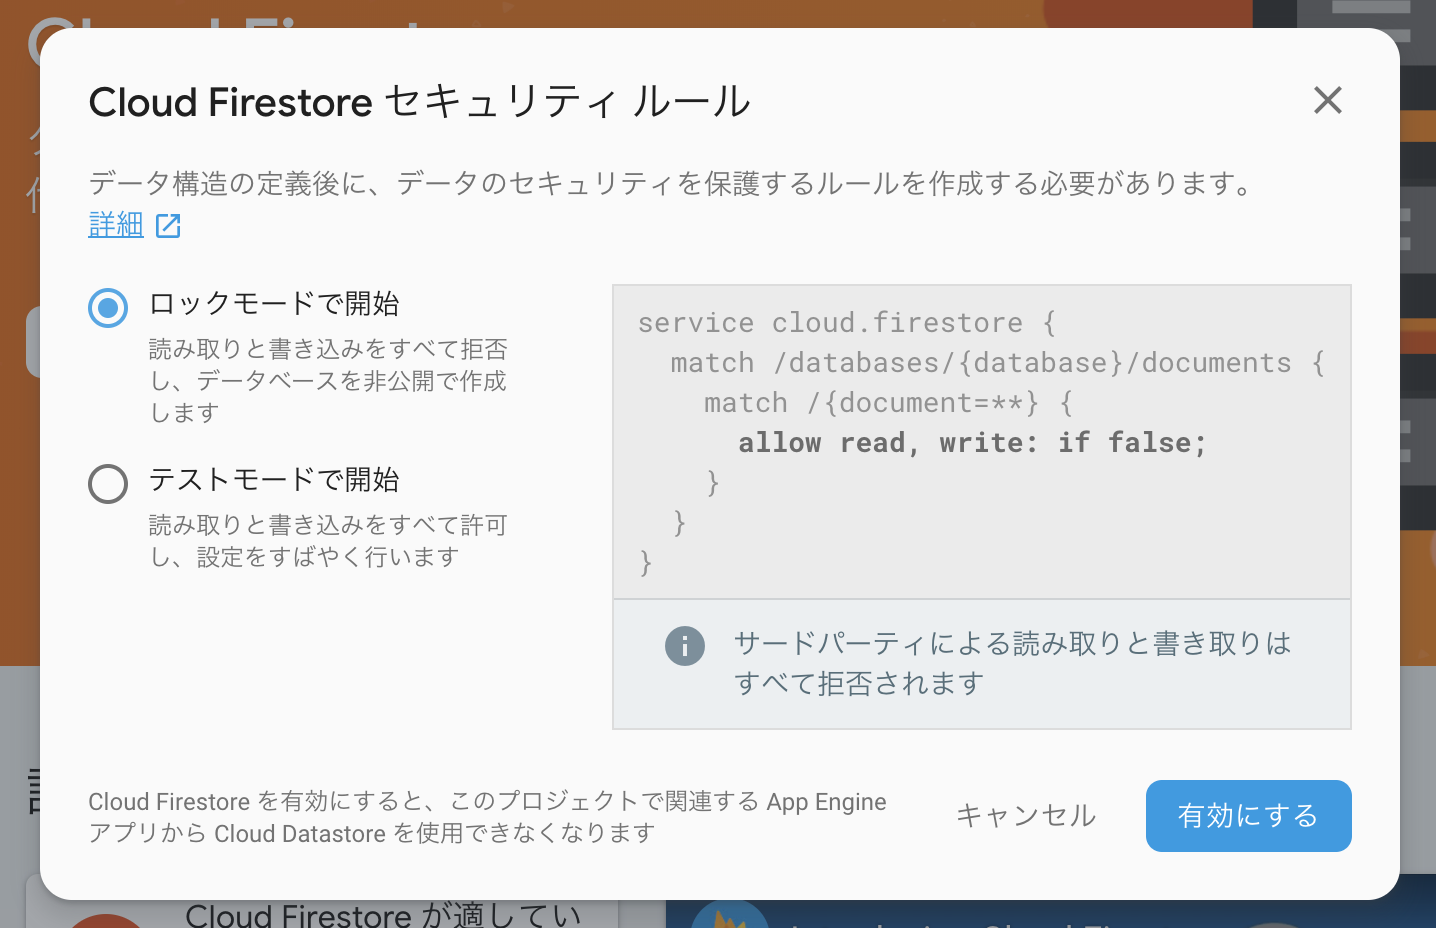 Cloud Firestore セキュリティ ルール
データ構造の定義後に、データのセキュリティを保護するルールを作成する必要があります。
詳細
ロックモードで開始
読み取りと書き込みをすべて拒否
し、データベースを非公開で作成
します
テストモードで開始
読み取りと書き込みをすべて許可
し、設定をすばやく行います
service cloud.firestore {
match /databases/{database}/documents {
match /{document=**} {
allow read, write: if false;
}
}
}
サードパーティによる読み取りと書き取りは
すべて拒否されます
Cloud Firestore を有効にすると、このプロジェクトで関連する App Engine
アプリから Cloud Datastore を使用できなくなります
キャンセル
有効にする
Cloud Firestore が適してい